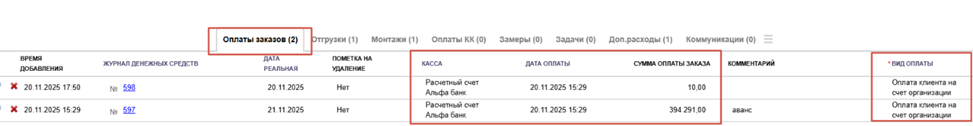 Оплаты заказов (2) Отгрузки (1) Монтажи (1) Оплаты КК (0) Замеры (0) Задачи (0) Доп.расходы (1) Коммуникации (0)
ВРЕМЯ ДОБАВЛЕНИЯ ЖУРНАЛ ДЕНЕЖНЫХ СРЕДСТВ ДАТА РЕАЛЬНАЯ ПОМЕТКА НА УДАЛЕНИЕ КАССА ДАТА ОПЛАТЫ СУММА ОПЛАТЫ ЗАКАЗА КОММЕНТАРИЙ * ВИД ОПЛАТЫ
20.11.2025 17:50 № 598 20.11.2025 Нет Расчетный счет Альфа банк 20.11.2025 15:29 10,00 Оплата клиента на счет организации
20.11.2025 15:29 № 597 21.11.2025 Нет Расчетный счет Альфа банк 20.11.2025 15:29 394 291,00 аванс Оплата клиента на счет организации